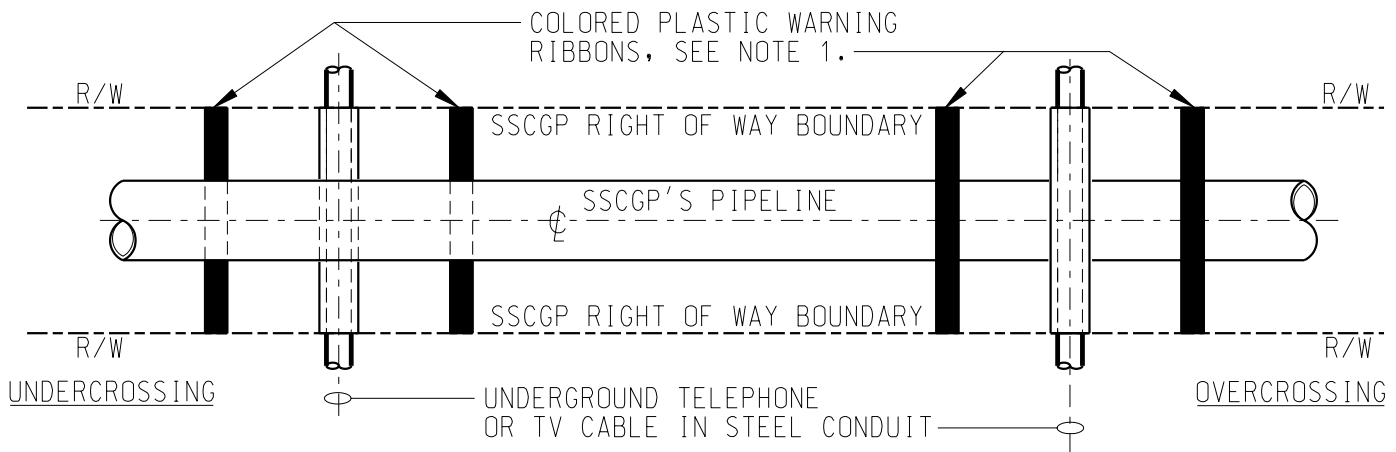 COLORED PLASTIC WARNING
RIBBONS, SEE NOTE 1.
R/W
R/W
SSCGP RIGHT OF WAY BOUNDARY
SSCGP'S PIPELINE
℄
SSCGP RIGHT OF WAY BOUNDARY
R/W
R/W
UNDERCROSSING
OVERCROSSING
UNDERGROUND TELEPHONE
OR TV CABLE IN STEEL CONDUIT